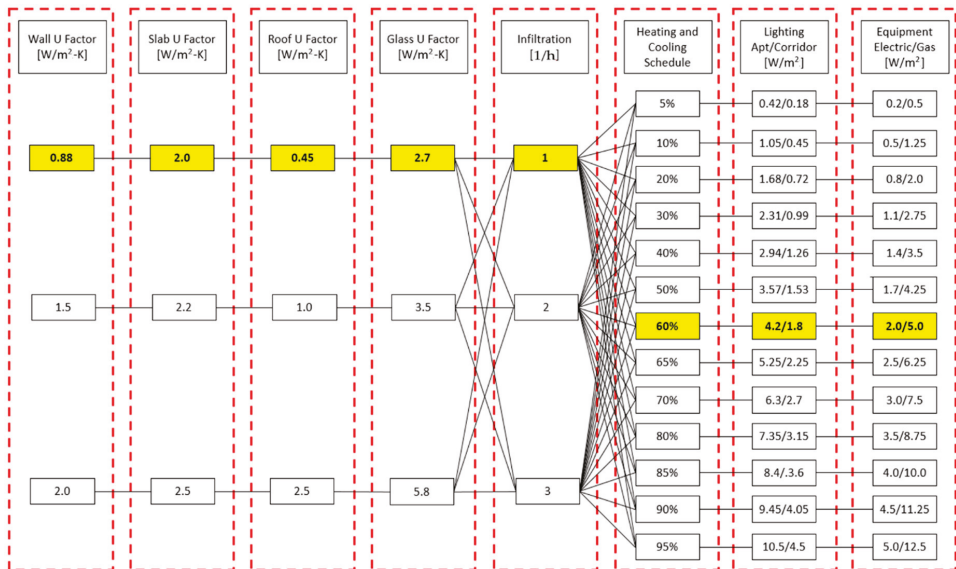 Wall U Factor
[W/m²-K]
Slab U Factor
[W/m²-K]
Roof U Factor
[W/m²-K]
Glass U Factor
[W/m²-K]
Infiltration
[1/h]
Heating and
Cooling
Schedule
Lighting
Apt/Corridor
[W/m²]
Equipment
Electric/Gas
[W/m²]
5% 0.42/0.18 0.2/0.5
10% 1.05/0.45 0.5/1.25
0.88 2.0 0.45 2.7 1
20% 1.68/0.72 0.8/2.0
30% 2.31/0.99 1.1/2.75
40% 2.94/1.26 1.4/3.5
50% 3.57/1.53 1.7/4.25
1.5 2.2 1.0 3.5 2
60% 4.2/1.8 2.0/5.0
65% 5.25/2.25 2.5/6.25
70% 6.3/2.7 3.0/7.5
80% 7.35/3.15 3.5/8.75
85% 8.4/.3.6 4.0/10.0
2.0 2.5 2.5 5.8 3
90% 9.45/4.05 4.5/11.25
95% 10.5/4.5 5.0/12.5